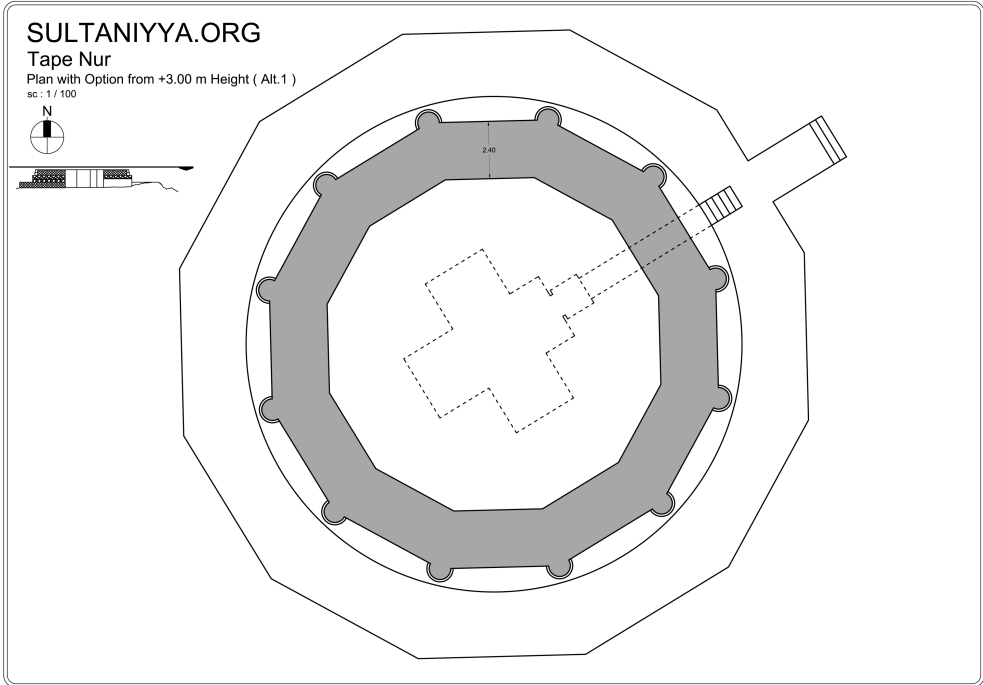 SULTANIYYA.ORG
Tape Nur
Plan with Option from +3.00 m Height ( Alt.1 )
sc : 1 / 100
N
2.40